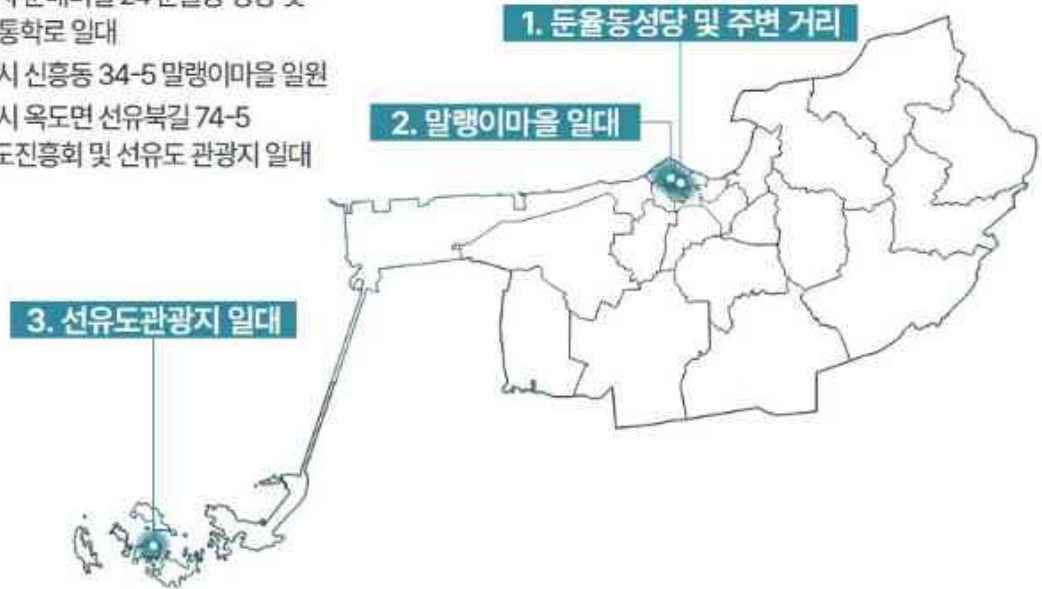 통학로 일대
시 신흥동 34-5 말랭이마을 일원
시 옥도면 선유북길 74-5
도진흥회 및 선유도 관광지 일대
1. 둔율동성당 및 주변 거리
2. 말랭이마을 일대
3. 선유도관광지 일대